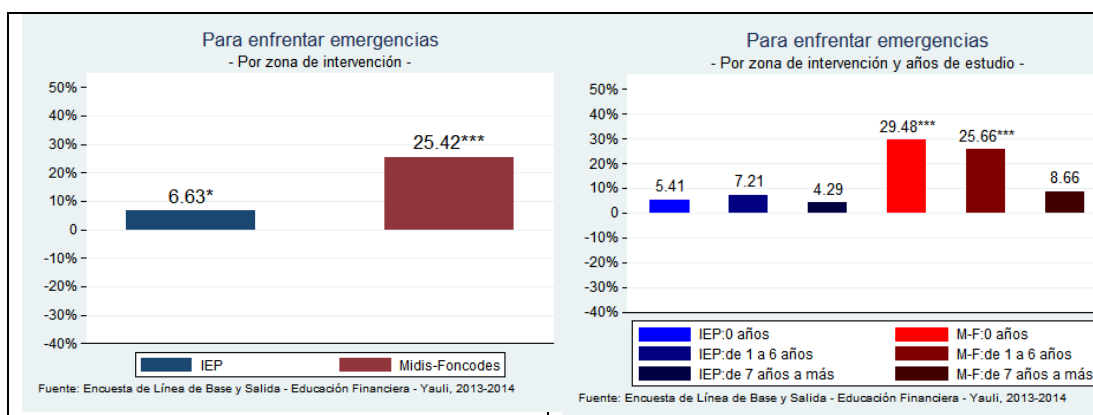 Para enfrentar emergencias
- Por zona de intervención -
50%
40%
30%
20%
10%
0
-10%
-20%
-30%
-40%
6.63*
25.42***
IEP
Midis-Foncodes
Fuente: Encuesta de Línea de Base y Salida - Educación Financiera - Yauli, 2013-2014
Para enfrentar emergencias
- Por zona de intervención y años de estudio -
50%
40%
30%
20%
10%
0
-10%
-20%
-30%
-40%
5.41
7.21
4.29
29.48***
25.66***
8.66
IEP:0 años
M-F:0 años
IEP:de 1 a 6 años
M-F:de 1 a 6 años
IEP:de 7 años a más
M-F:de 7 años a más
Fuente: Encuesta de Línea de Base y Salida - Educación Financiera - Yauli, 2013-2014